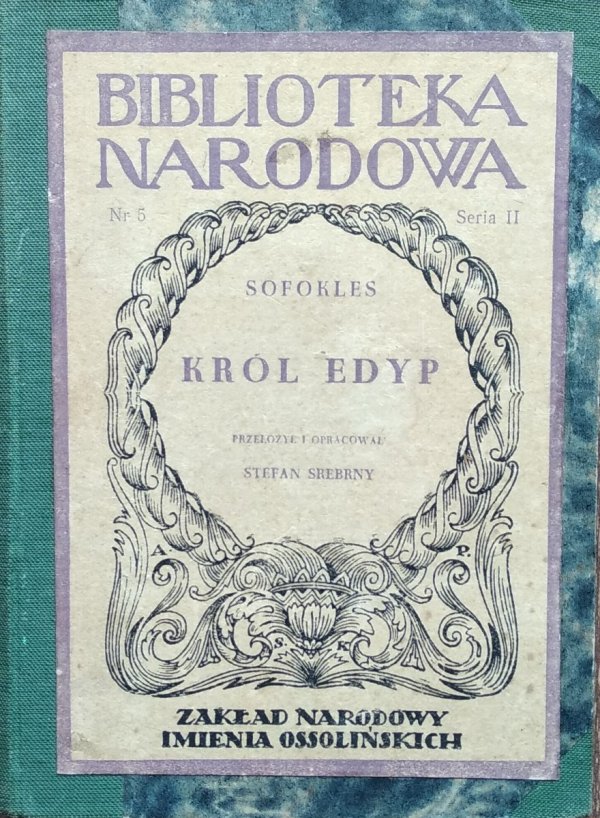 BIBLIOTEKA
NARODOWA
Nr 5 Seria II
SOFOKLES
KRÓL EDYP
PRZEŁOŻYŁ I OPRACOWAŁ
STEFAN SREBRNY
A. P.
S. K
ZAKŁAD NARODOWY
IMIENIA OSSOLIŃSKICH